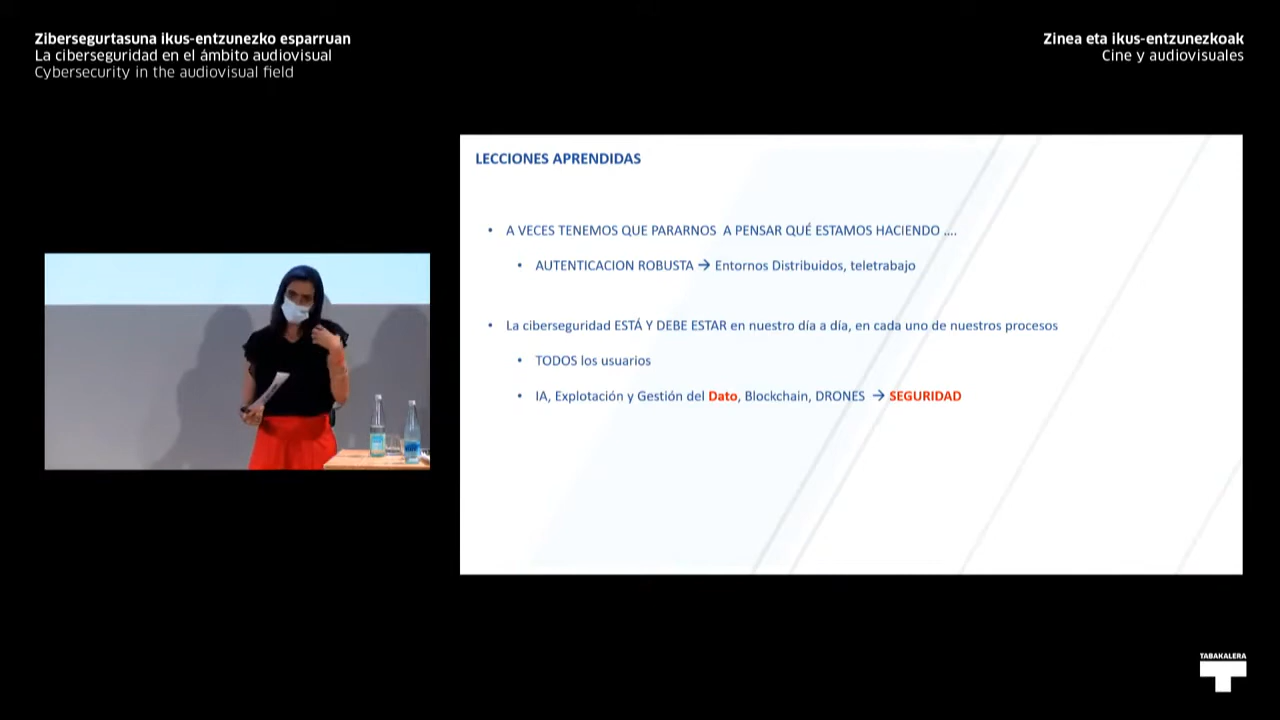 Zibersegurtasuna ikus-entzunezko esparruan
La ciberseguridad en el ámbito audiovisual
Cybersecurity in the audiovisual field
Zinea eta ikus-entzunezkoak
Cine y audiovisuales
LECCIONES APRENDIDAS
• A VECES TENEMOS QUE PARARNOS A PENSAR QUÉ ESTAMOS HACIENDO ....
• AUTENTICACION ROBUSTA → Entornos Distribuidos, teletrabajo
• La ciberseguridad ESTÁ Y DEBE ESTAR en nuestro día a día, en cada uno de nuestros procesos
• TODOS los usuarios
• IA, Explotación y Gestión del Dato, Blockchain, DRONES → SEGURIDAD
TABAKALERA